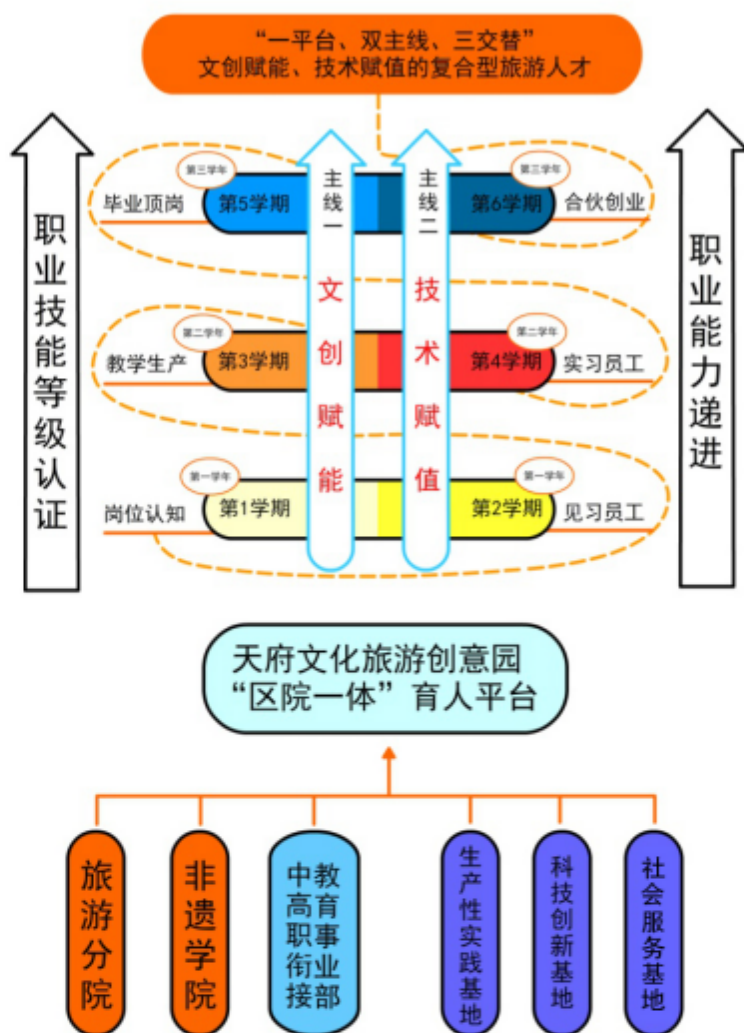 “一平台、双主线、三交替”
文创赋能、技术赋值的复合型旅游人才
职业技能等级认证
职业能力递进
主线一 文创赋能
主线二 技术赋值
第三学年
毕业顶岗
第5学期
第三学年
第6学期
合伙创业
第二学年
教学生产
第3学期
第二学年
第4学期
实习员工
第一学年
岗位认知
第1学期
第一学年
第2学期
见习员工
天府文化旅游创意园
“区院一体”育人平台
旅游分院
非遗学院
中高职衔接
教育事业部
生产性实践基地
科技创新基地
社会服务基地